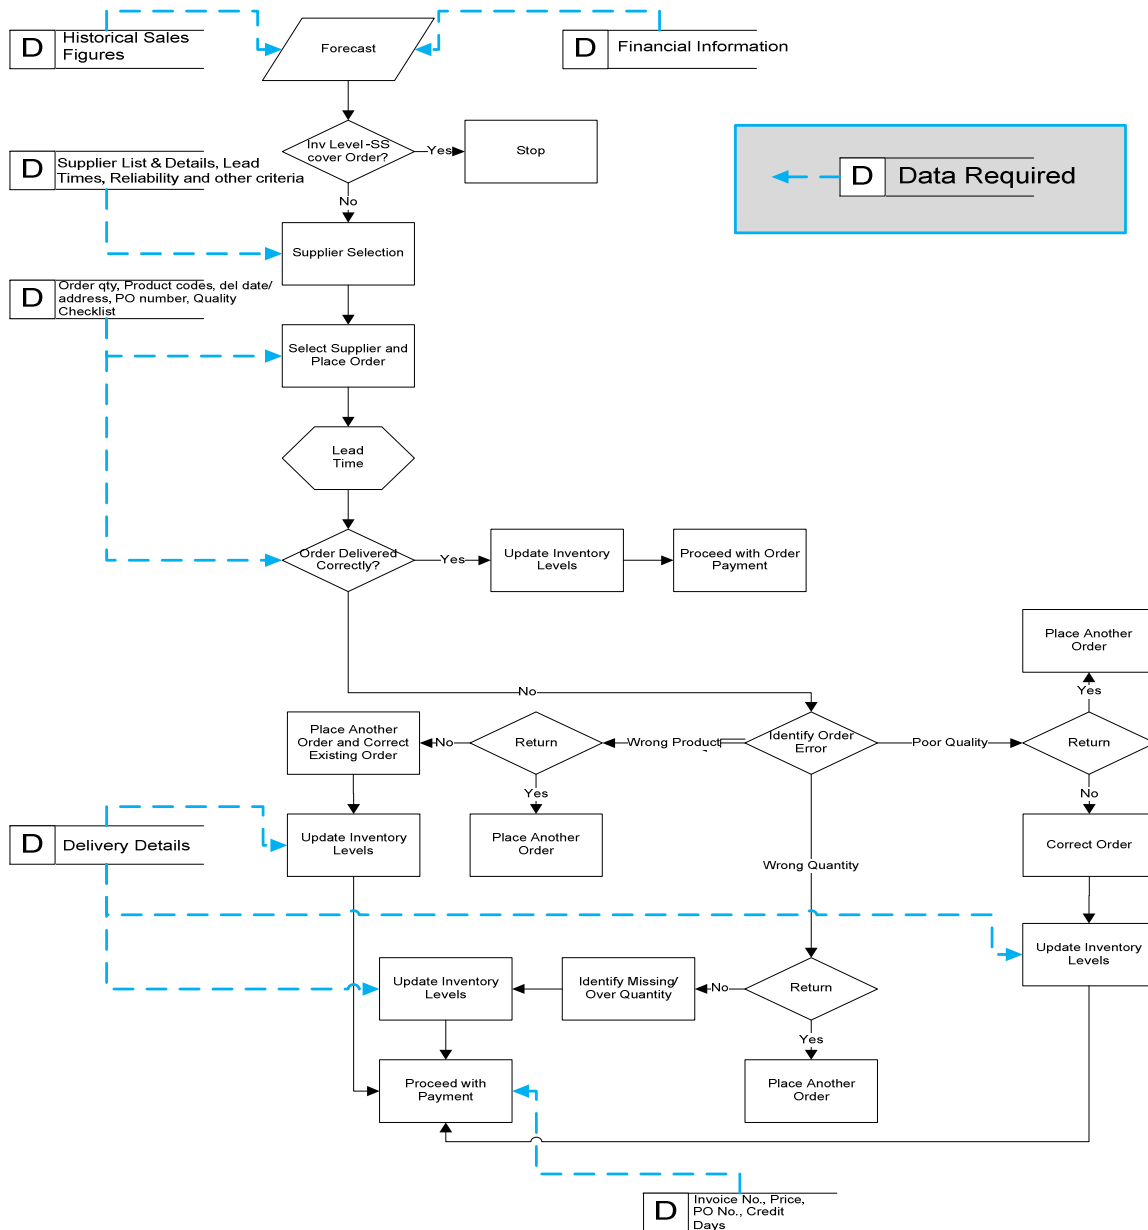 D
Historical Sales
Figures
Forecast
D
Financial Information
Inv Level -SS
cover Order?
Yes
Stop
D
Supplier List & Details, Lead
Times, Reliability and other criteria
D
Data Required
No
Supplier Selection
D
Order qty, Product codes, del date/
address, PO number, Quality
Checklist
Select Supplier and
Place Order
Lead
Time
Order Delivered
Correctly?
Yes
Update Inventory
Levels
Proceed with Order
Payment
Place Another
Order
Yes
No
Place Another
Order and Correct
Existing Order
No
Return
Wrong Product
Identify Order
Error
Poor Quality
Return
Yes
No
D
Delivery Details
Update Inventory
Levels
Place Another
Order
Correct Order
Wrong Quantity
Update Inventory
Levels
Update Inventory
Levels
Identify Missing/
Over Quantity
No
Return
Yes
Proceed with
Payment
Place Another
Order
D
Invoice No., Price,
PO No., Credit
Days